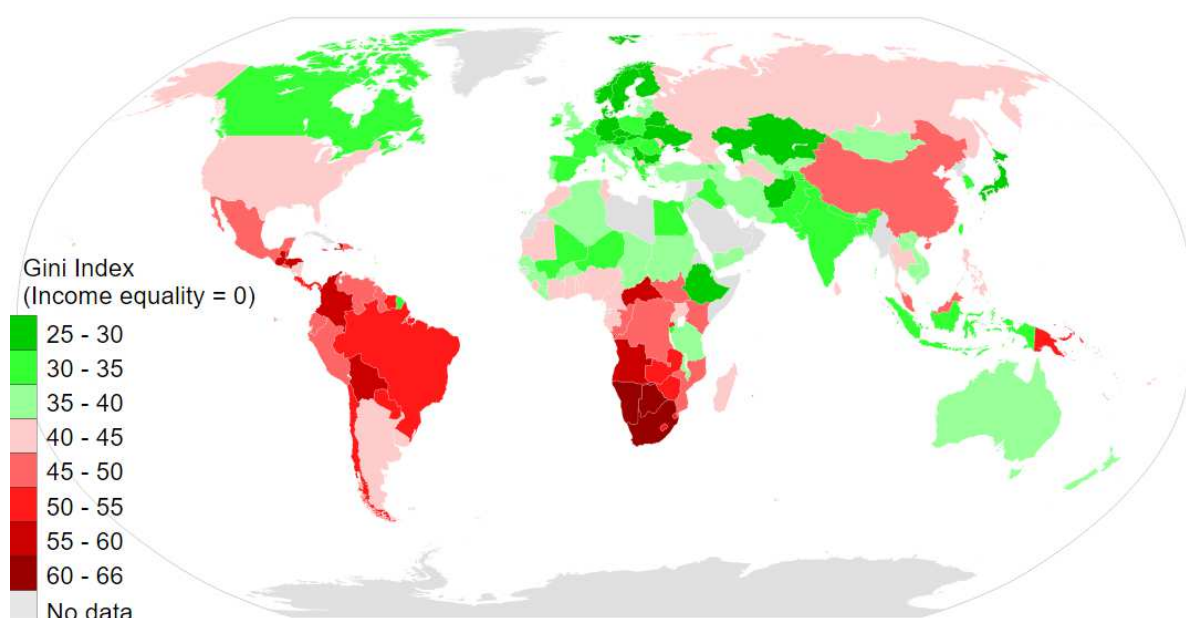 Gini Index
(Income equality = 0)
25 - 30
30 - 35
35 - 40
40 - 45
45 - 50
50 - 55
55 - 60
60 - 66
No data